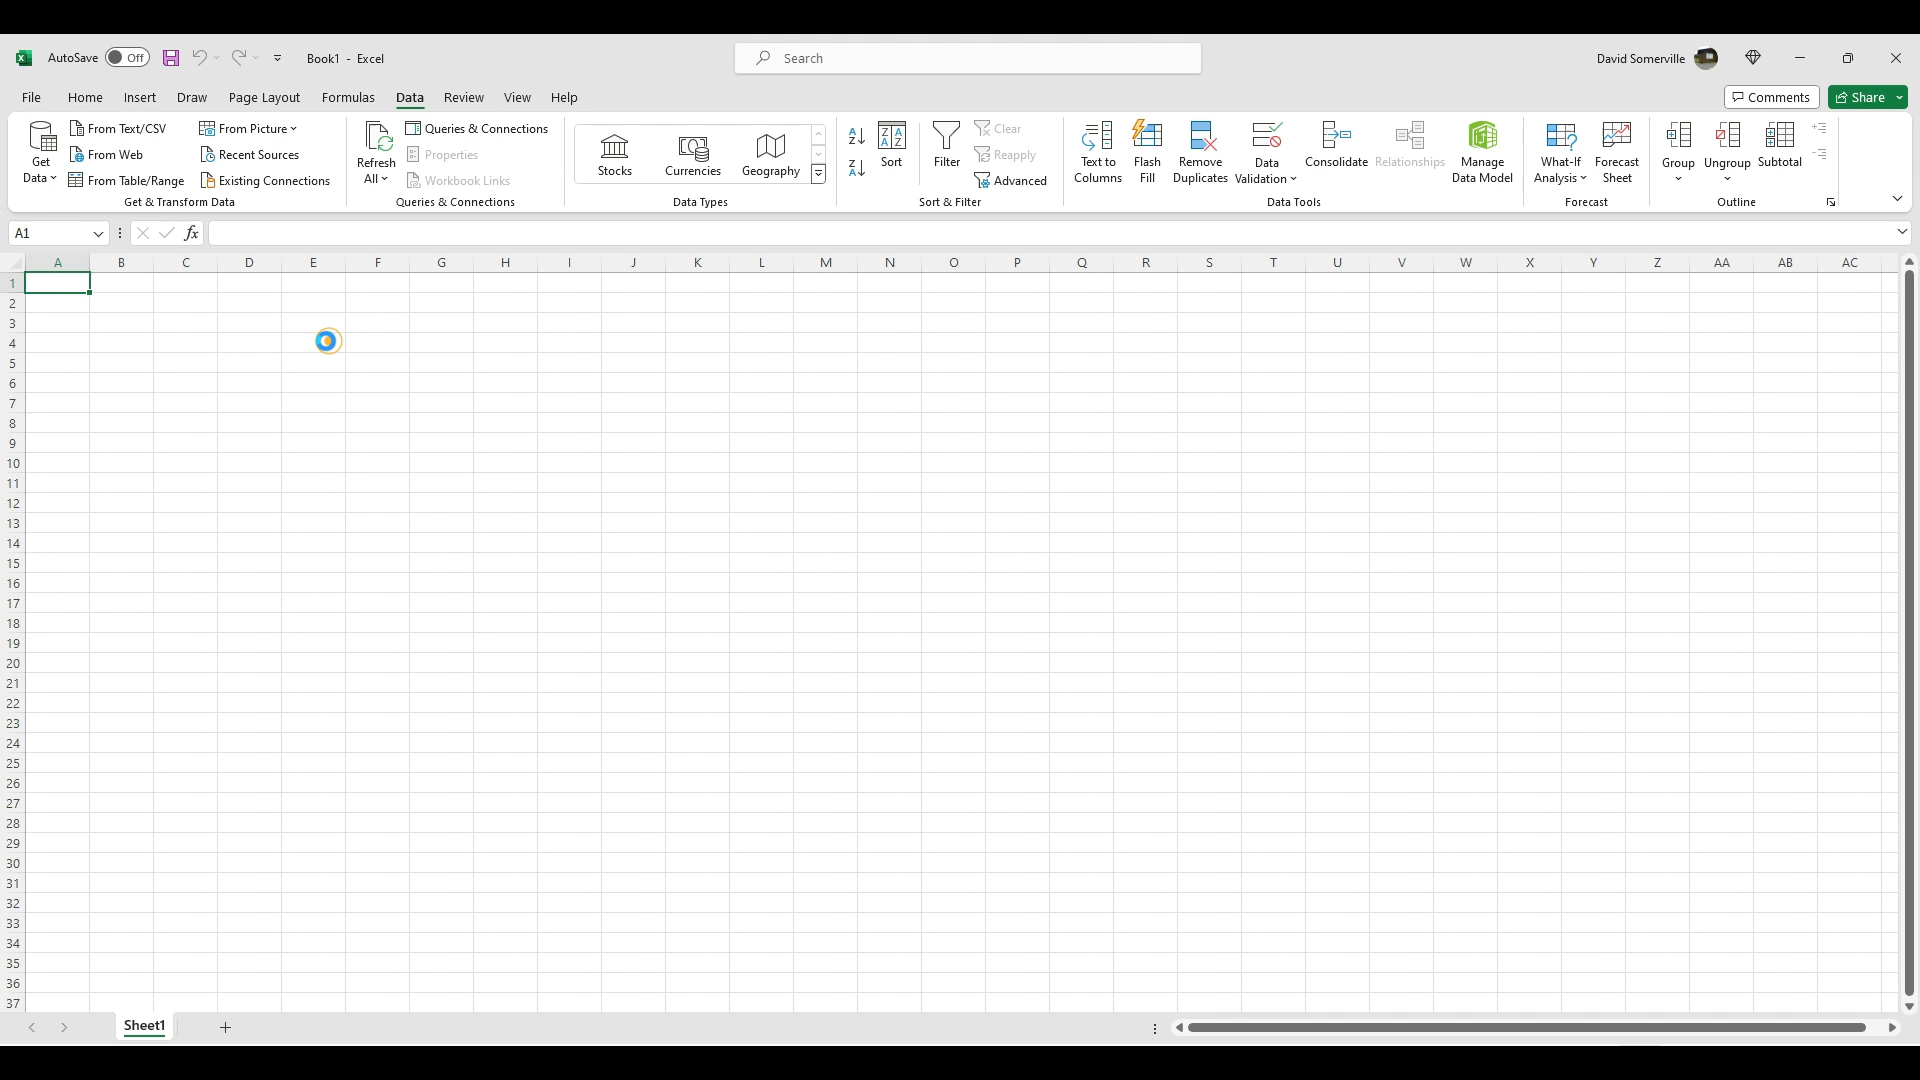 AutoSave Off Book1 - Excel Search David Somerville
File Home Insert Draw Page Layout Formulas Data Review View Help Comments Share
Get Data
From Text/CSV
From Web
From Table/Range
From Picture
Recent Sources
Existing Connections
Get & Transform Data
Refresh All
Queries & Connections
Properties
Workbook Links
Queries & Connections
Stocks Currencies Geography
Data Types
Sort
Filter
Clear
Reapply
Advanced
Sort & Filter
Text to Columns
Flash Fill
Remove Duplicates
Data Validation
Consolidate
Relationships
Manage Data Model
Data Tools
What-If Analysis
Forecast Sheet
Forecast
Group
Ungroup
Subtotal
Outline
A1 fx
A B C D E F G H I J K L M N O P Q R S T U V W X Y Z AA AB AC
1
2
3
4
5
6
7
8
9
10
11
12
13
14
15
16
17
18
19
20
21
22
23
24
25
26
27
28
29
30
31
32
33
34
35
36
37
Sheet1